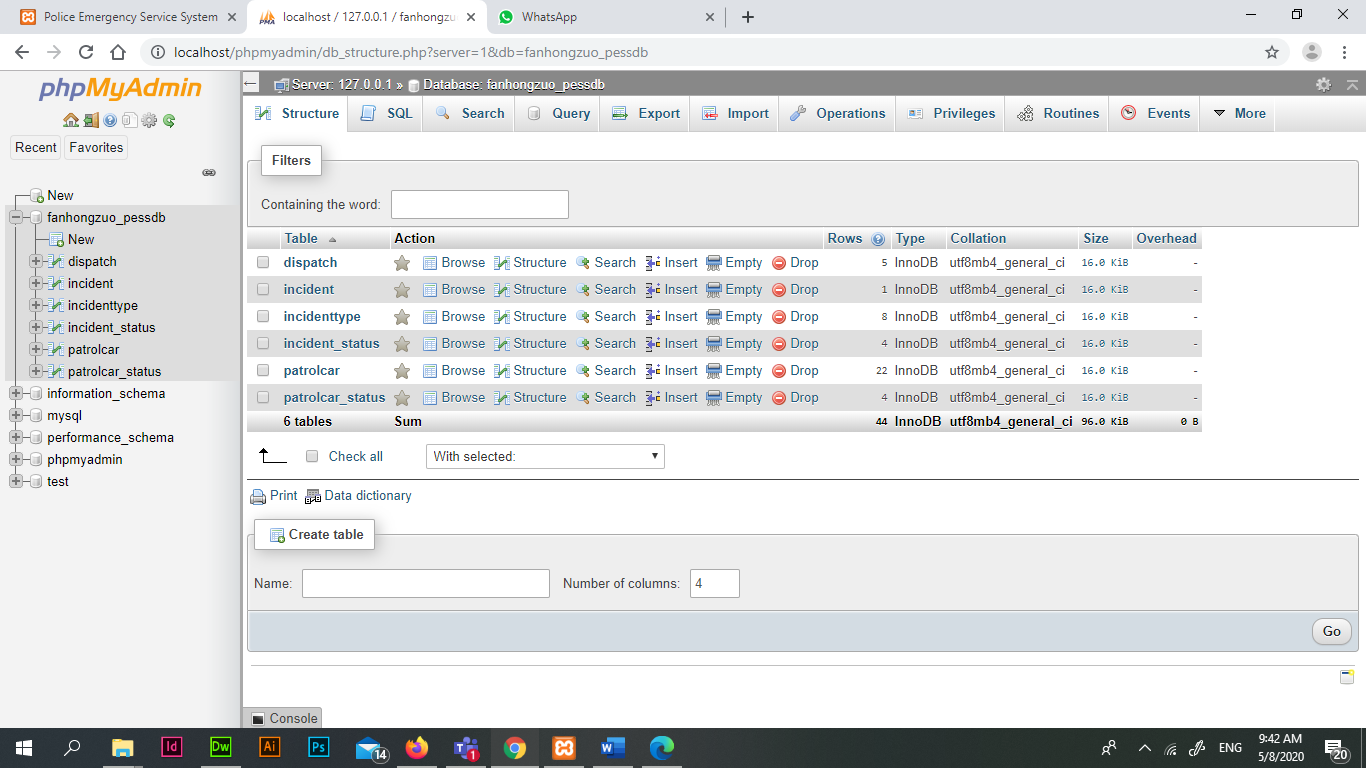 Police Emergency Service System
localhost / 127.0.0.1 / fanhongzu
WhatsApp
localhost/phpmyadmin/db_structure.php?server=1&db=fanhongzuo_pessdb
phpMyAdmin
Recent Favorites
New
fanhongzuo_pessdb
New
dispatch
incident
incidenttype
incident_status
patrolcar
patrolcar_status
information_schema
mysql
performance_schema
phpmyadmin
test
Server: 127.0.0.1 » Database: fanhongzuo_pessdb
Structure SQL Search Query Export Import Operations Privileges Routines Events More
Filters
Containing the word:
Table Action Rows Type Collation Size Overhead
dispatch Browse Structure Search Insert Empty Drop 5 InnoDB utf8mb4_general_ci 16.0 KiB -
incident Browse Structure Search Insert Empty Drop 1 InnoDB utf8mb4_general_ci 16.0 KiB -
incidenttype Browse Structure Search Insert Empty Drop 8 InnoDB utf8mb4_general_ci 16.0 KiB -
incident_status Browse Structure Search Insert Empty Drop 4 InnoDB utf8mb4_general_ci 16.0 KiB -
patrolcar Browse Structure Search Insert Empty Drop 22 InnoDB utf8mb4_general_ci 16.0 KiB -
patrolcar_status Browse Structure Search Insert Empty Drop 4 InnoDB utf8mb4_general_ci 16.0 KiB -
6 tables Sum 44 InnoDB utf8mb4_general_ci 96.0 KiB 0 B
Check all With selected:
Print Data dictionary
Create table
Name: Number of columns: 4
Go
Console
Id Dw Ai Ps 14 1 ENG 9:42 AM
5/8/2020 20